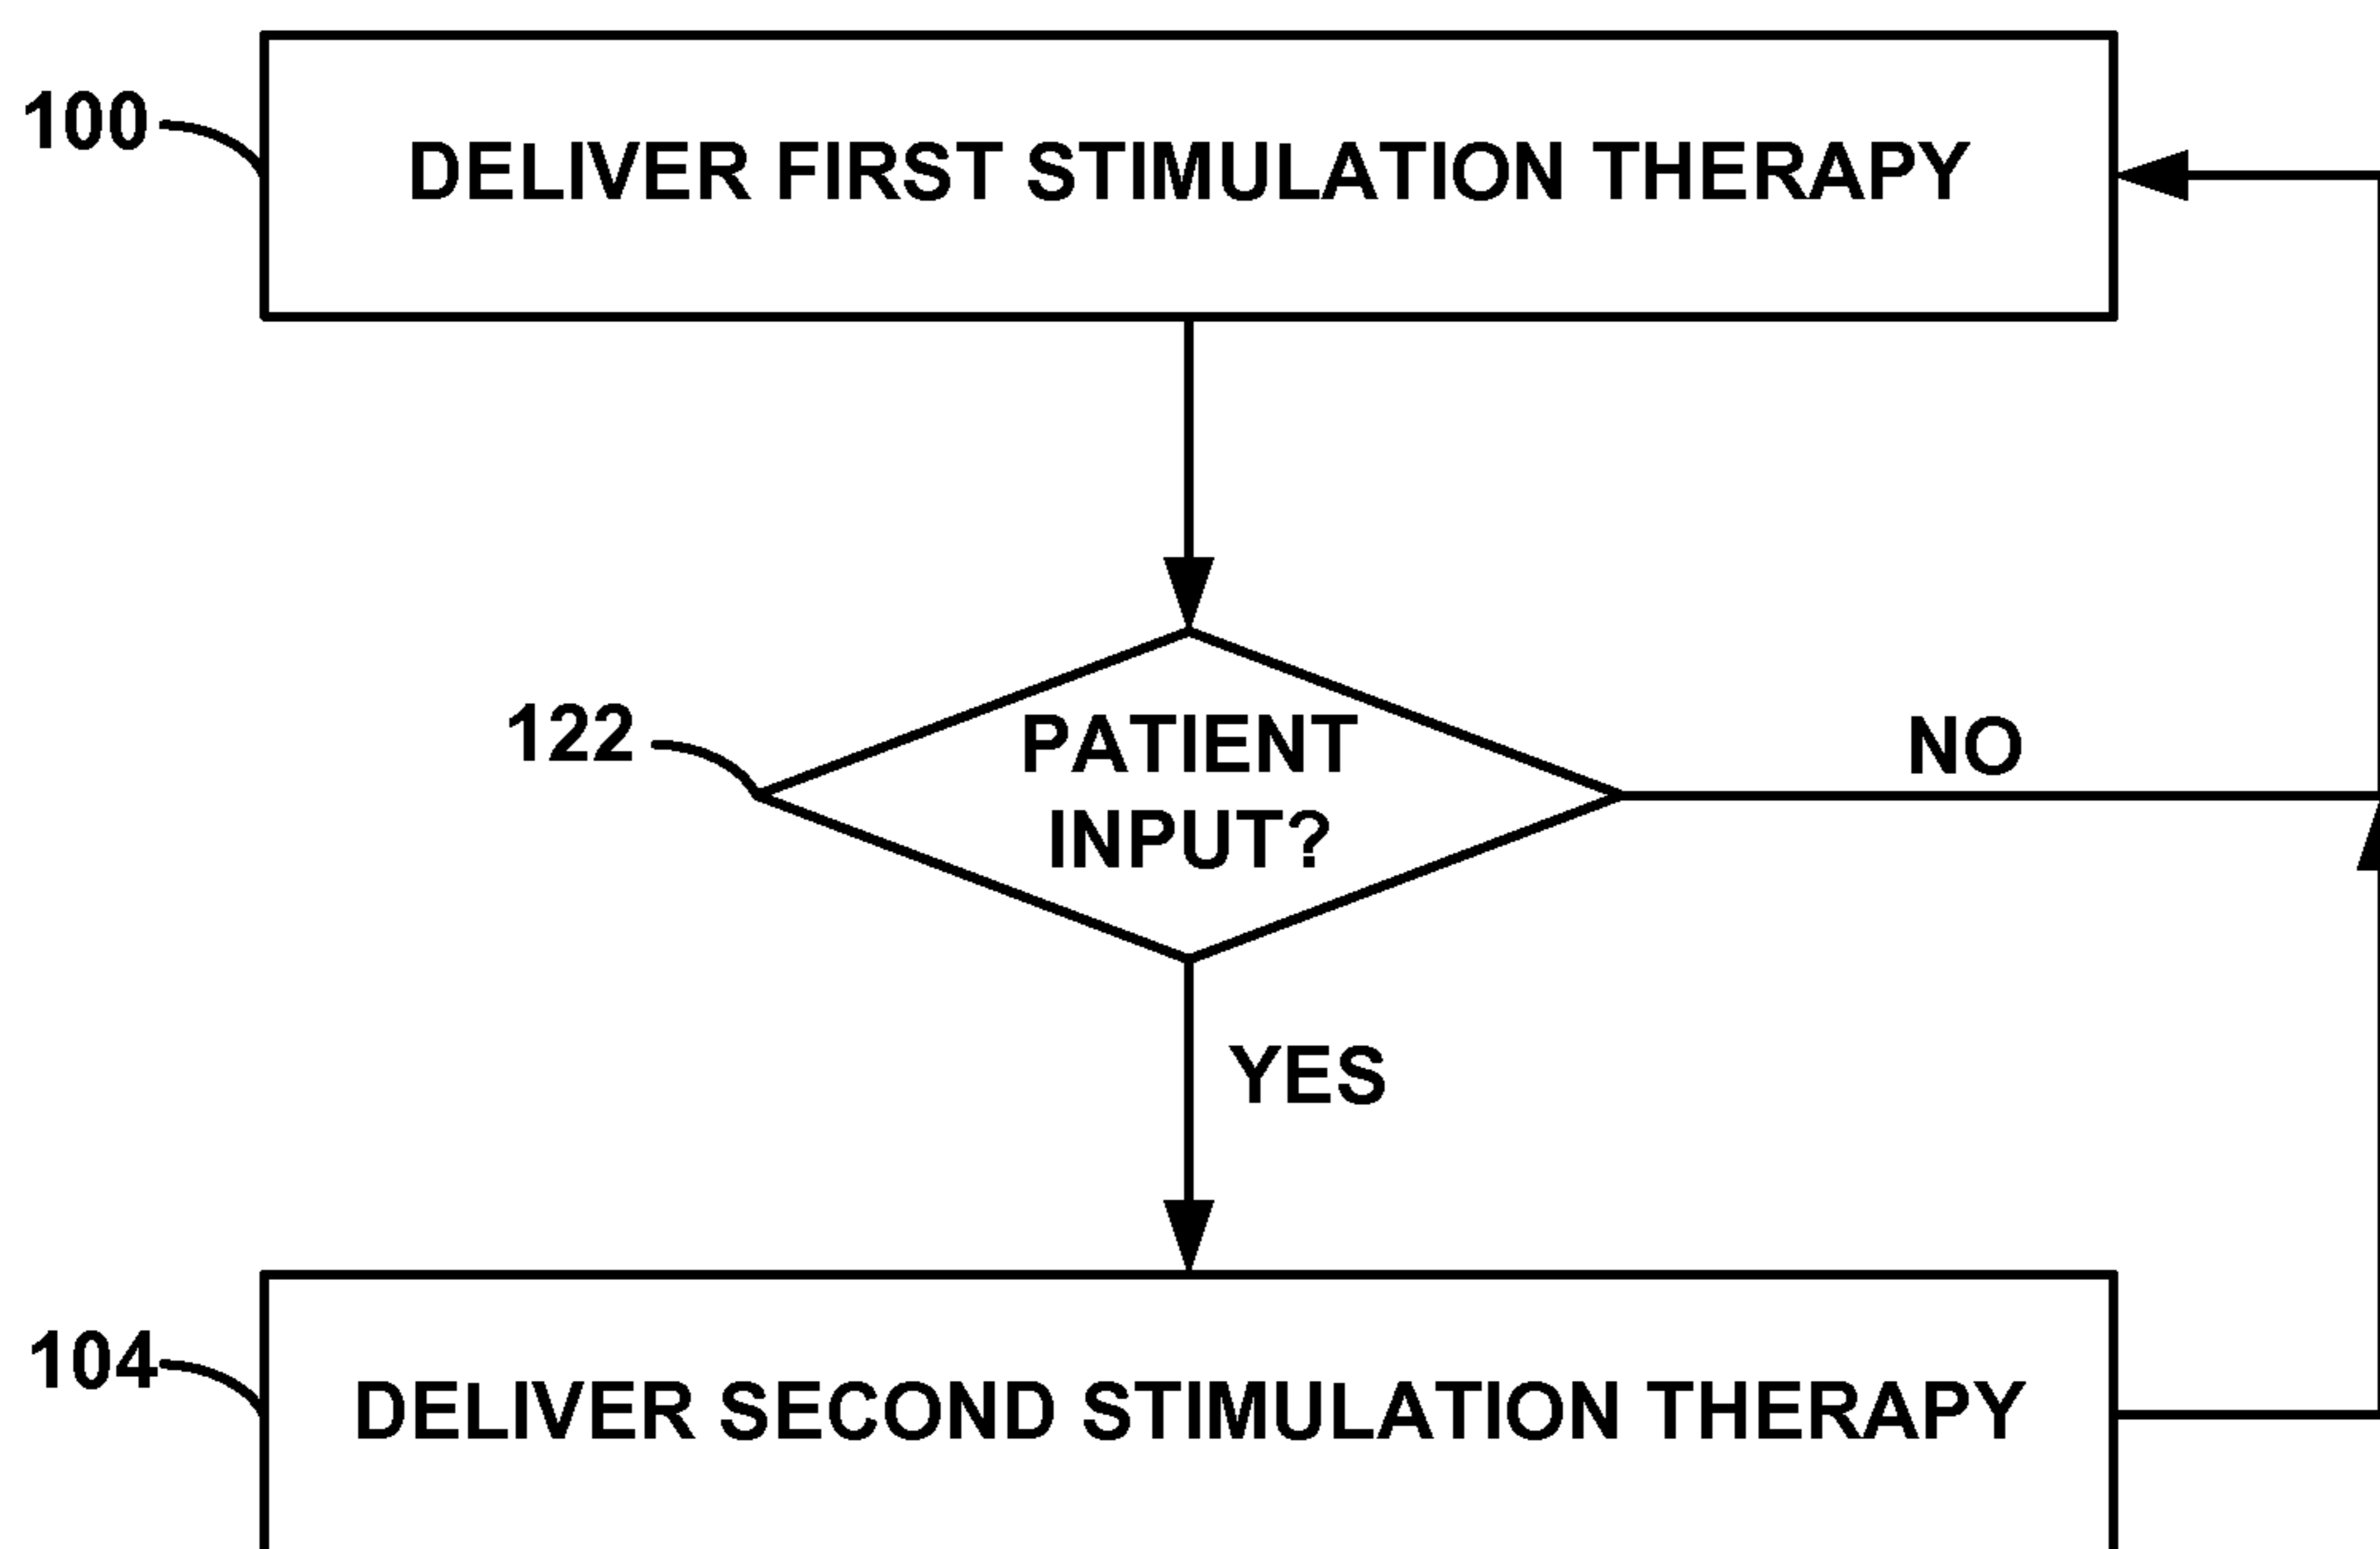 100
DELIVER FIRST STIMULATION THERAPY
122
PATIENT
INPUT?
NO
YES
104
DELIVER SECOND STIMULATION THERAPY